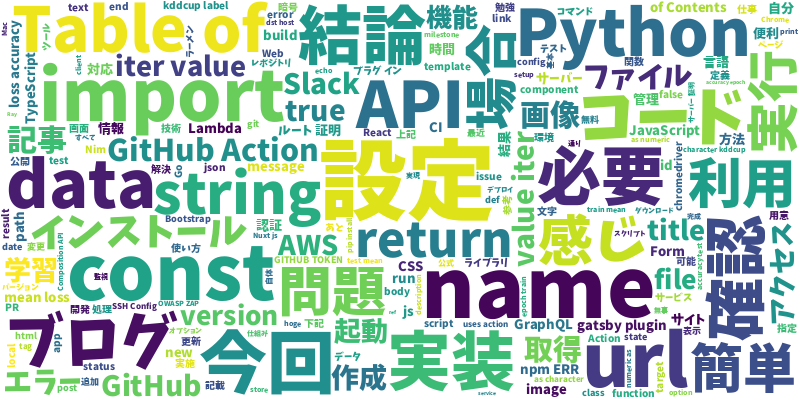 text
end
kddcup label
暗号
機能
勉強
of Contents
仕事
Mac
Table of
error
dst host
結論
link
コマンド
自分
Chrome
ツール
build
場合
Python
milestone
便利
print
loss accuracy
TypeScript
対応
ラーメン
Web
時間
config
テスト
基本
関数
ページ
iter value
レポジトリ
プラグイン
template
setup
サーバー
ファイル
言語
定義
client
Slack
component
accuracy epoch
import
echo
API
管理
false
コード
実行
Ray
true
画像
無料
as numeric
記事
画面
すべて
情報
技術
git
ルート証明
CI
環境
結果
JavaScript
方法
公開
test
Nim
Lambda
React
上記
最近
character kddcup
GitHub Action
通り
id
chromedriver
解決
json
message
設定
実現
issue
必要
利用
data
string
Go
value iter
デプロイ
def
参考
result
path
Bootstrap
認証
あと
pip install
return
文字
train mean
ダウンロード
完成
用意
date
変更
インストール
使い方
感じ
スクリプト
title
確認
アクセス
Composition API
Nuxt js
AWS
Form
可能
accuracy test
学習
監視
const
自体
GITHUB TOKEN
test mean
公式
ライブラリ
name
file
バージョン
問題
CSS
run
description
epoch train
サービス
mean loss
開発
処理
SSH Config
OWASP ZAP
version
body
js
GraphQL
gatsby plugin
サイト
指定
PR
ブログ
オプション
仕組み
hoge
下記
起動
script
uses action
取得
Action
state
表示
html
tag
app
更新
今回
実装
npm ERR
無事
url
numeric as
簡単
local
status
new
実施
データ
ref
as character
target
エラー
post
追加
GitHub
記載
store
作成
service
image
class
function
option